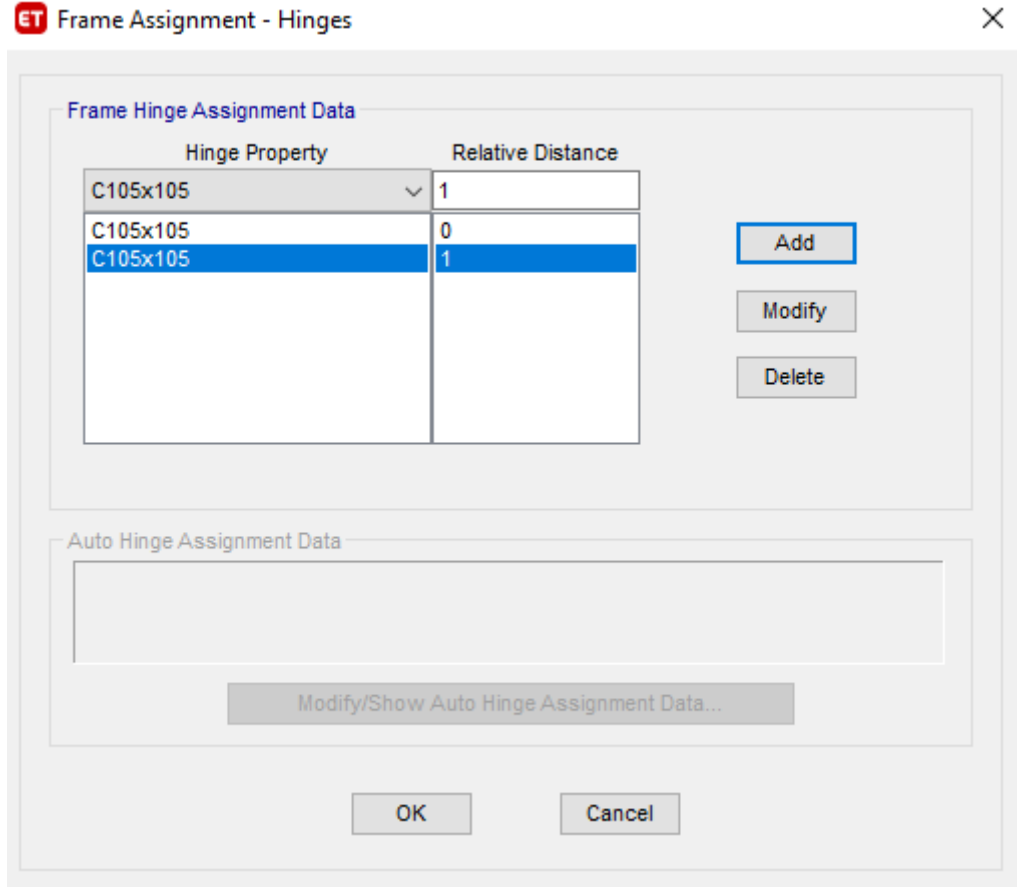 ET Frame Assignment - Hinges
Frame Hinge Assignment Data
Hinge Property Relative Distance
C105x105 1
C105x105 0
C105x105 1
Add
Modify
Delete
Auto Hinge Assignment Data
Modify/Show Auto Hinge Assignment Data...
OK Cancel